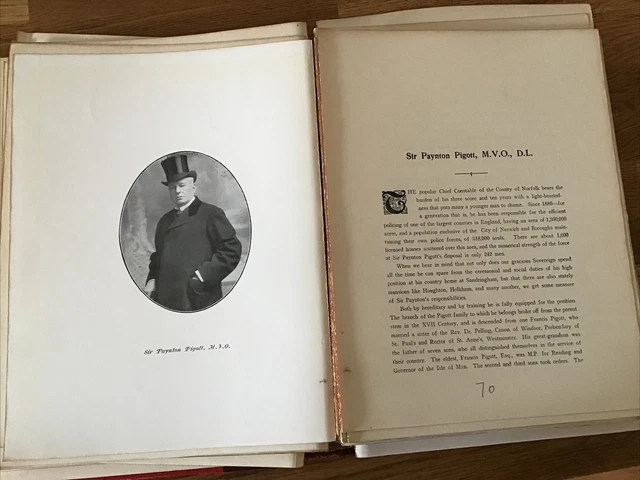 Sir Paynton Pigott, M.V.O.
Sir Paynton Pigott, M.V.O., D.L.
THE popular Chief Constable of the County of Norfolk bears the
burden of his three score and ten years with a light-hearted-
ness that puts many a younger man to shame. Since 1880—for
a generation that is, he has been responsible for the efficient
policing of one of the largest counties in England, having an area of 1,300,000
acres, and a population exclusive of the City of Norwich and Boroughs main-
taining their own police forces, of 318,000 souls. There are about 1,600
licensed houses scattered over this area, and the numerical strength of the force
at Sir Paynton Pigott's disposal is only 242 men.
When we bear in mind that not only does our gracious Sovereign spend
all the time he can spare from the ceremonial and social duties of his high
position at his country home at Sandringham, but that there are also stately
mansions like Houghton, Holkham, and many another, we get some measure
of Sir Paynton's responsibilities.
Both by hereditary and by training he is fully equipped for the position.
The branch of the Pigott family to which he belongs broke off from the parent
stem in the XVII Century, and is descended from one Francis Pigott, who
married a sister of the Rev. Dr. Pelling, Canon of Windsor, Prebendary of
St. Paul's and Rector of St. Anne's, Westminster. His great-grandsire was
the father of seven sons, who all distinguished themselves in the service of
their country. The eldest, Francis Pigott, Esq., was M.P. for Reading and
Governor of the Isle of Man. The second and third sons took orders. The
70